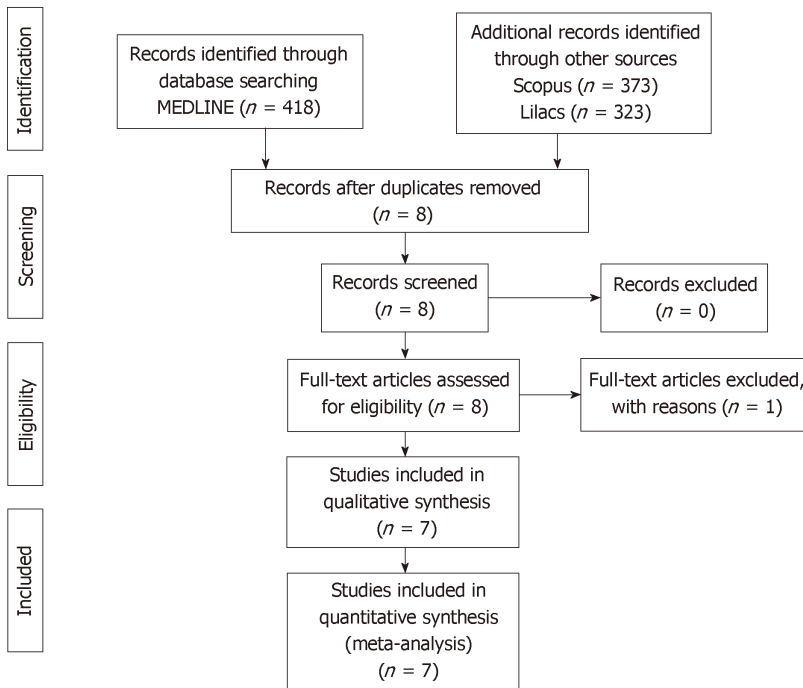 Identification
Records identified through
database searching
MEDLINE (n = 418)
Additional records identified
through other sources
Scopus (n = 373)
Lilacs (n = 323)
Screening
Records after duplicates removed
(n = 8)
Records screened
(n = 8)
Records excluded
(n = 0)
Eligibility
Full-text articles assessed
for eligibility (n = 8)
Full-text articles excluded,
with reasons (n = 1)
Studies included in
qualitative synthesis
(n = 7)
Included
Studies included in
quantitative synthesis
(meta-analysis)
(n = 7)